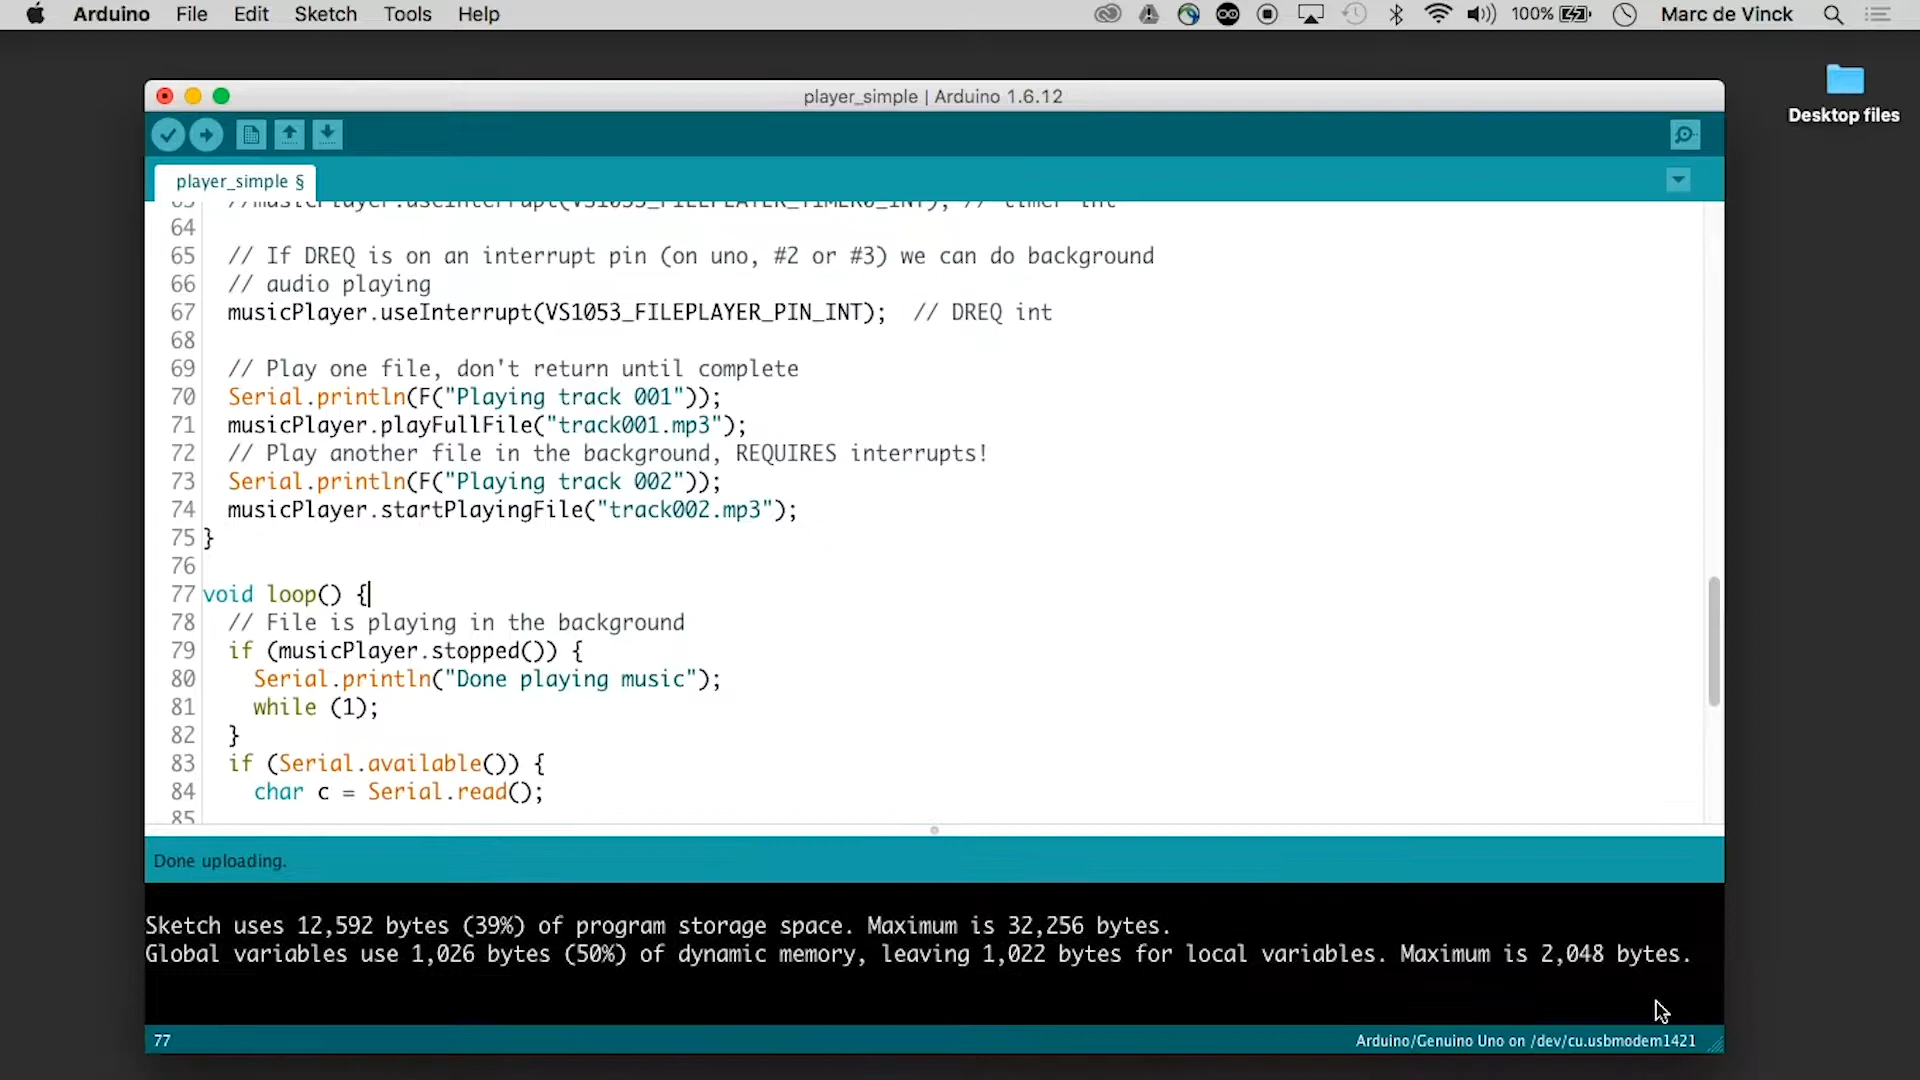 Arduino File Edit Sketch Tools Help 100% Marc de Vinck
Desktop files
player_simple | Arduino 1.6.12
player_simple §
63 //musicPlayer.useInterrupt(VS1053_FILEPLAYER_TIMER0_INT); // timer int
64
65 // If DREQ is on an interrupt pin (on uno, #2 or #3) we can do background
66 // audio playing
67 musicPlayer.useInterrupt(VS1053_FILEPLAYER_PIN_INT);  // DREQ int
68
69 // Play one file, don't return until complete
70 Serial.println(F("Playing track 001"));
71 musicPlayer.playFullFile("track001.mp3");
72 // Play another file in the background, REQUIRES interrupts!
73 Serial.println(F("Playing track 002"));
74 musicPlayer.startPlayingFile("track002.mp3");
75 }
76
77 void loop() {
78 // File is playing in the background
79 if (musicPlayer.stopped()) {
80 Serial.println("Done playing music");
81 while (1);
82 }
83 if (Serial.available()) {
84 char c = Serial.read();
85
Done uploading.
Sketch uses 12,592 bytes (39%) of program storage space. Maximum is 32,256 bytes.
Global variables use 1,026 bytes (50%) of dynamic memory, leaving 1,022 bytes for local variables. Maximum is 2,048 bytes.
77 Arduino/Genuino Uno on /dev/cu.usbmodem1421